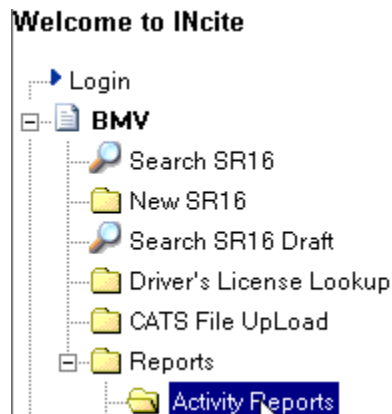 Welcome to INcite
Login
BMV
Search SR16
New SR16
Search SR16 Draft
Driver's License Lookup
CATS File UpLoad
Reports
Activity Reports